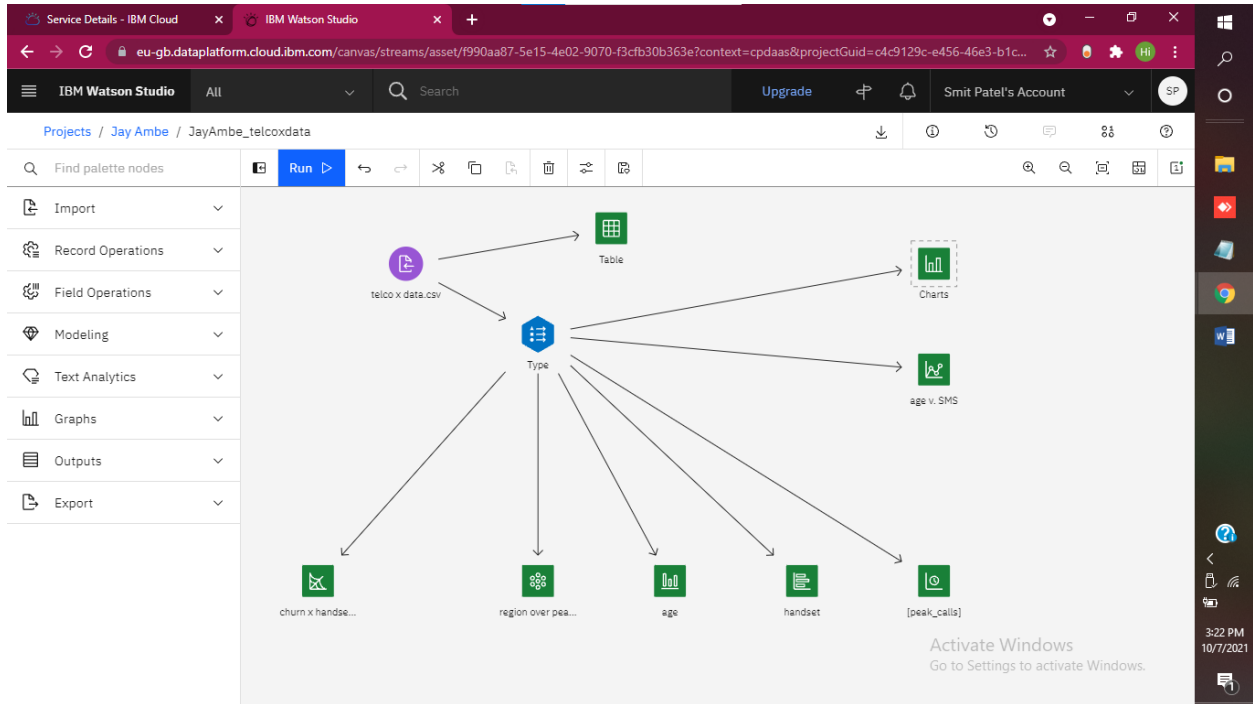 Service Details - IBM Cloud
IBM Watson Studio
eu-gb.dataplatform.cloud.ibm.com/canvas/streams/asset/f990aa87-5e15-4e02-9070-f3cfb30b363e?context=cpdaas&projectGuid=c4c9129c-e456-46e3-b1c...
Hi
IBM Watson Studio
All
Search
Upgrade
Smit Patel's Account
SP
Projects / Jay Ambe / JayAmbe_telcoxdata
Find palette nodes
Run
Import
Record Operations
Field Operations
Modeling
Text Analytics
Graphs
Outputs
Export
Table
telco x data.csv
Charts
Type
age v. SMS
churn x handse...
region over pea...
age
handset
[peak_calls]
Activate Windows
Go to Settings to activate Windows.
3:22 PM
10/7/2021
1